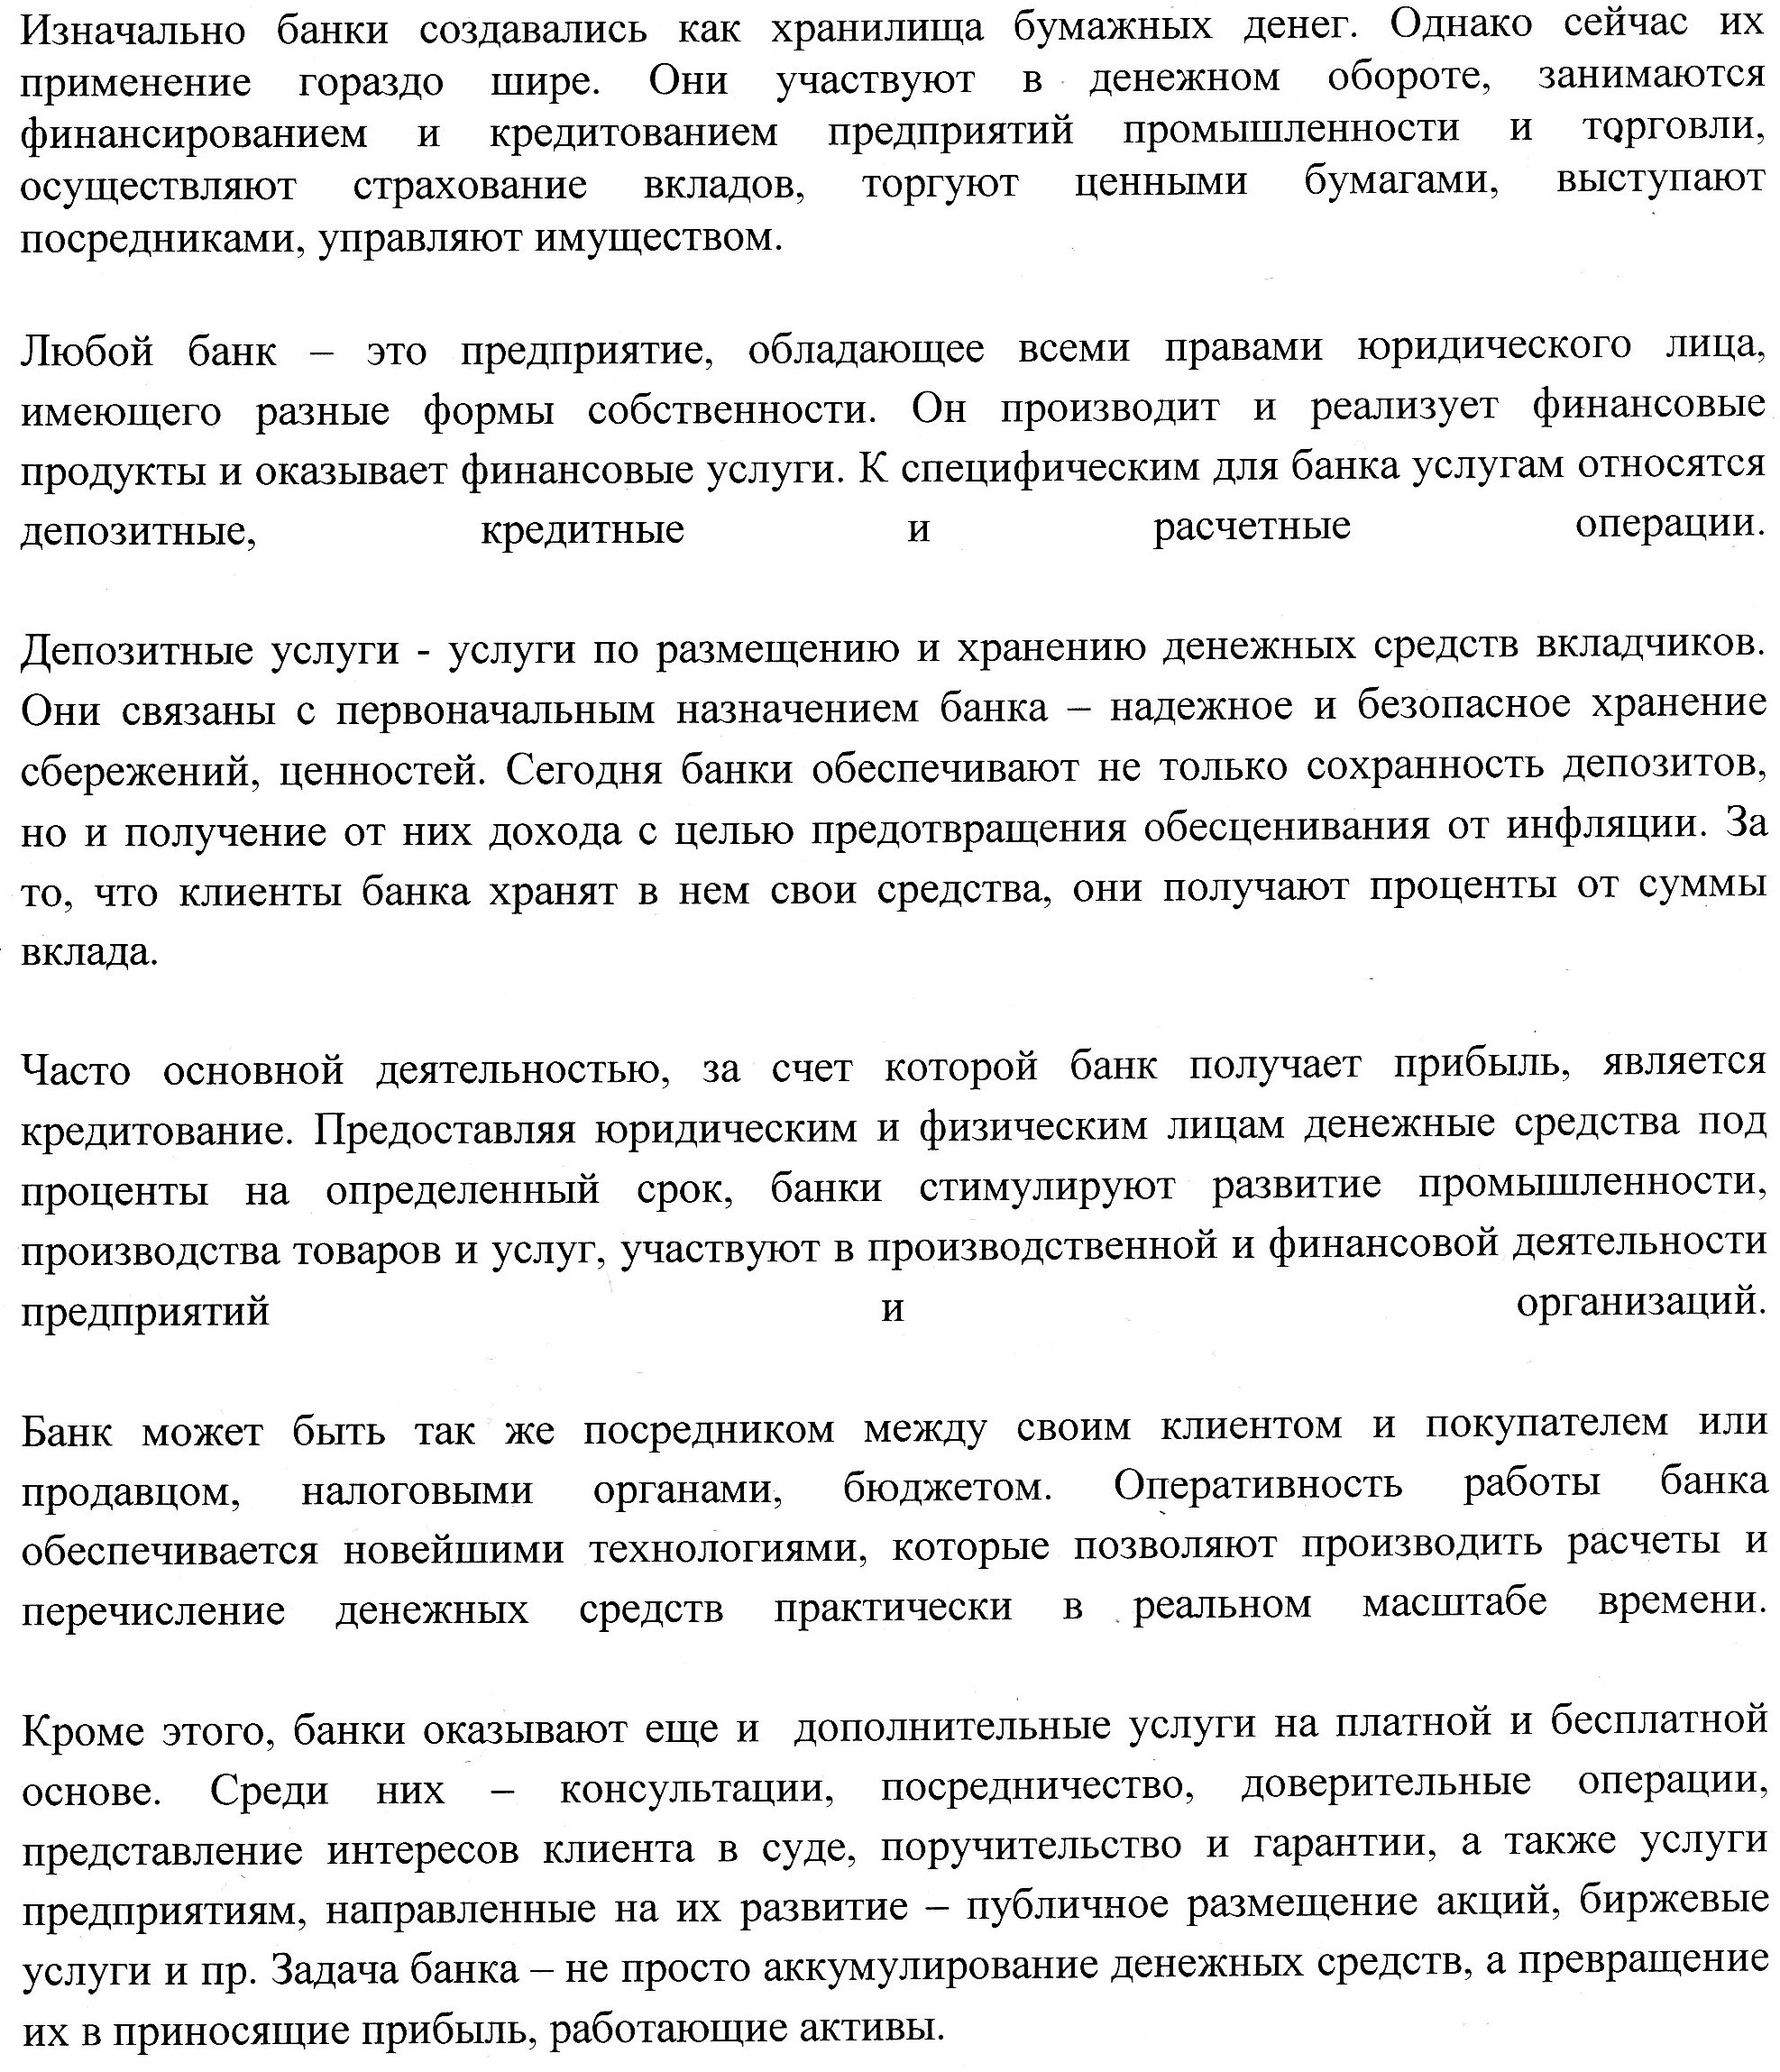 Изначально банки создавались как хранилища бумажных денег. Однако сейчас их
применение гораздо шире. Они участвуют в денежном обороте, занимаются
финансированием и кредитованием предприятий промышленности и торговли,
осуществляют страхование вкладов, торгуют ценными бумагами, выступают
посредниками, управляют имуществом.
Любой банк – это предприятие, обладающее всеми правами юридического лица,
имеющего разные формы собственности. Он производит и реализует финансовые
продукты и оказывает финансовые услуги. К специфическим для банка услугам относятся
депозитные, кредитные и расчетные операции.
Депозитные услуги - услуги по размещению и хранению денежных средств вкладчиков.
Они связаны с первоначальным назначением банка – надежное и безопасное хранение
сбережений, ценностей. Сегодня банки обеспечивают не только сохранность депозитов,
но и получение от них дохода с целью предотвращения обесценивания от инфляции. За
то, что клиенты банка хранят в нем свои средства, они получают проценты от суммы
вклада.
Часто основной деятельностью, за счет которой банк получает прибыль, является
кредитование. Предоставляя юридическим и физическим лицам денежные средства под
проценты на определенный срок, банки стимулируют развитие промышленности,
производства товаров и услуг, участвуют в производственной и финансовой деятельности
предприятий и организаций.
Банк может быть так же посредником между своим клиентом и покупателем или
продавцом, налоговыми органами, бюджетом. Оперативность работы банка
обеспечивается новейшими технологиями, которые позволяют производить расчеты и
перечисление денежных средств практически в реальном масштабе времени.
Кроме этого, банки оказывают еще и дополнительные услуги на платной и бесплатной
основе. Среди них – консультации, посредничество, доверительные операции,
представление интересов клиента в суде, поручительство и гарантии, а также услуги
предприятиям, направленные на их развитие – публичное размещение акций, биржевые
услуги и пр. Задача банка – не просто аккумулирование денежных средств, а превращение
их в приносящие прибыль, работающие активы.